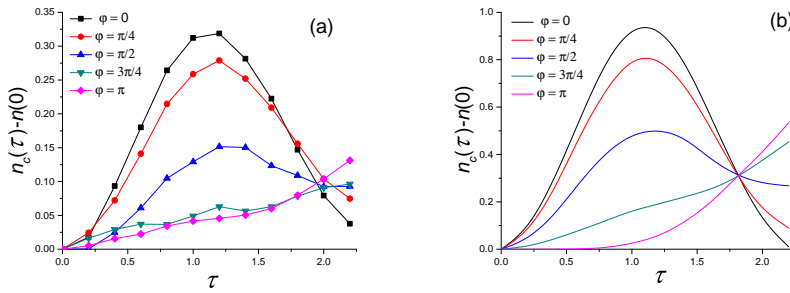 (a)
φ = 0
φ = π/4
φ = π/2
φ = 3π/4
φ = π
n_c(τ)-n(0)
0.35
0.30
0.25
0.20
0.15
0.10
0.05
0.00
0.0 0.5 1.0 1.5 2.0
τ
(b)
φ = 0
φ = π/4
φ = π/2
φ = 3π/4
φ = π
n_c(τ)-n(0)
1.0
0.8
0.6
0.4
0.2
0.0
0.0 0.5 1.0 1.5 2.0
τ